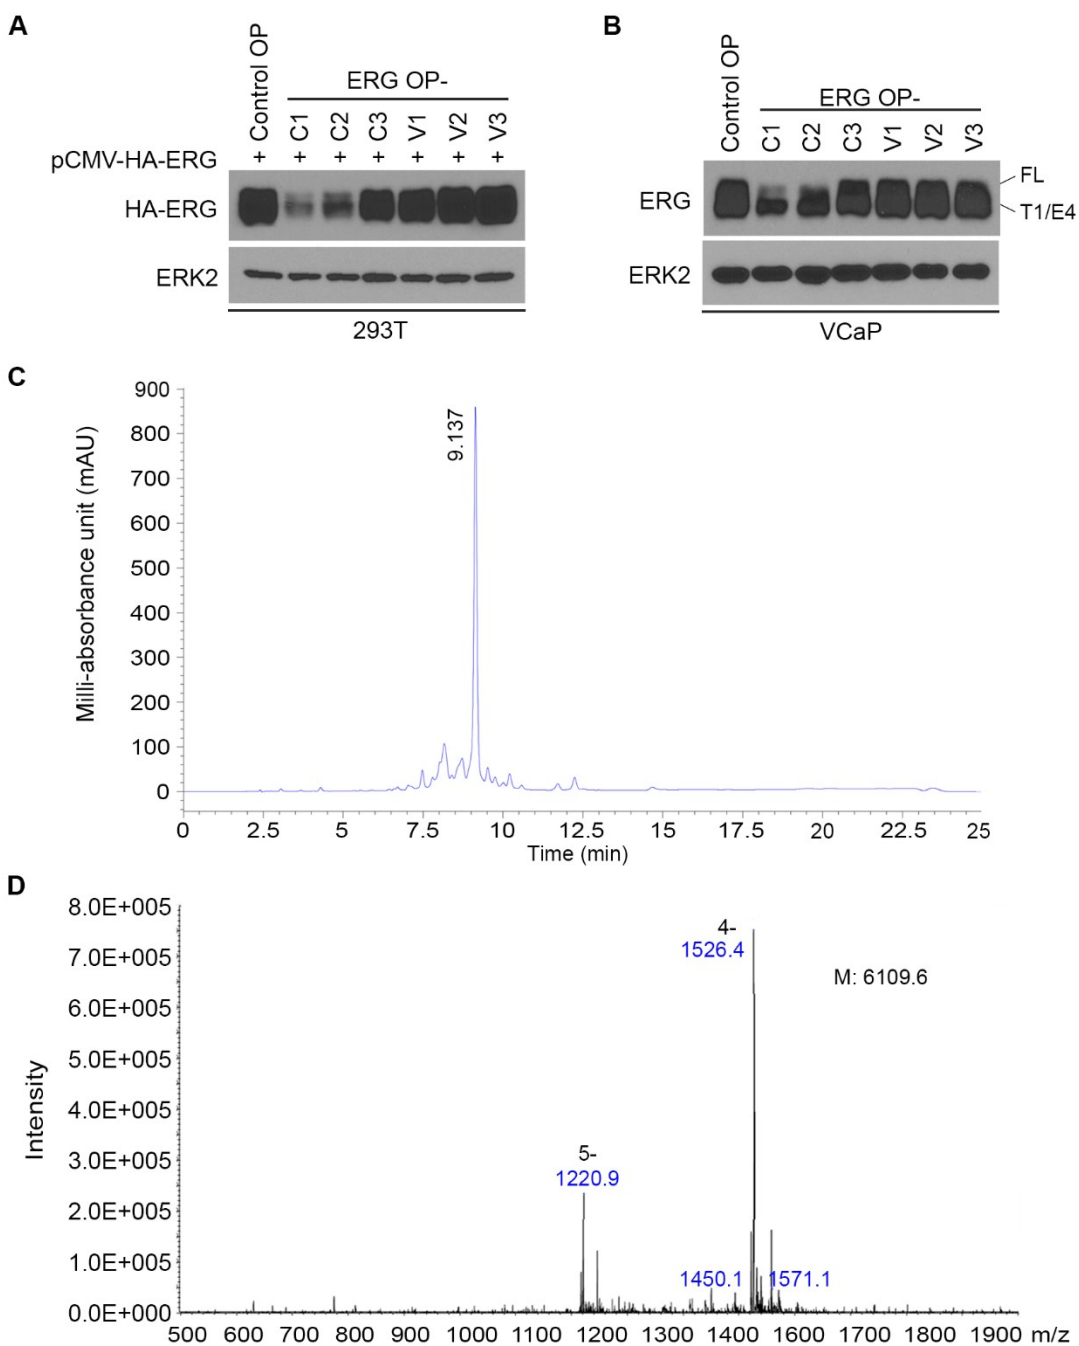 A
Control OP
ERG OP-
C1 C2 C3 V1 V2 V3
pCMV-HA-ERG + + + + + + +
HA-ERG
ERK2
293T
B
Control OP
ERG OP-
C1 C2 C3 V1 V2 V3
ERG
FL
T1/E4
ERK2
VCaP
C
Milli-absorbance unit (mAU)
900
800
700
600
500
400
300
200
100
0
9.137
0 2.5 5 7.5 10 12.5 15 17.5 20 22.5 25
Time (min)
D
Intensity
8.0E+005
7.0E+005
6.0E+005
5.0E+005
4.0E+005
3.0E+005
2.0E+005
1.0E+005
0.0E+000
4-
1526.4
M: 6109.6
5-
1220.9
1450.1 1571.1
500 600 700 800 900 1000 1100 1200 1300 1400 1500 1600 1700 1800 1900 m/z